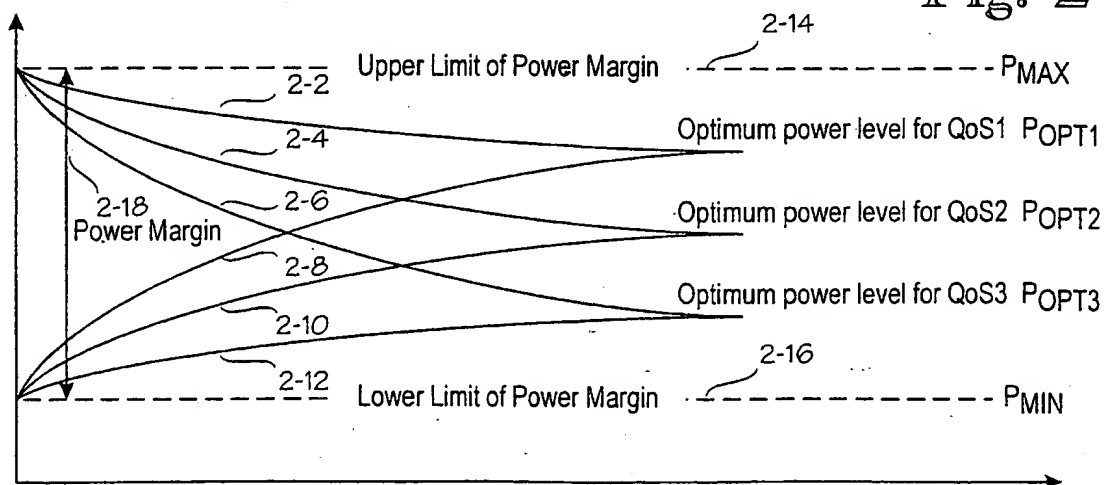 Fig. 2
2-14
Upper Limit of Power Margin PMAX
2-2
Optimum power level for QoS1 POPT1
2-4
2-18
Power Margin
2-6
Optimum power level for QoS2 POPT2
2-8
Optimum power level for QoS3 POPT3
2-10
2-16
2-12
Lower Limit of Power Margin PMIN